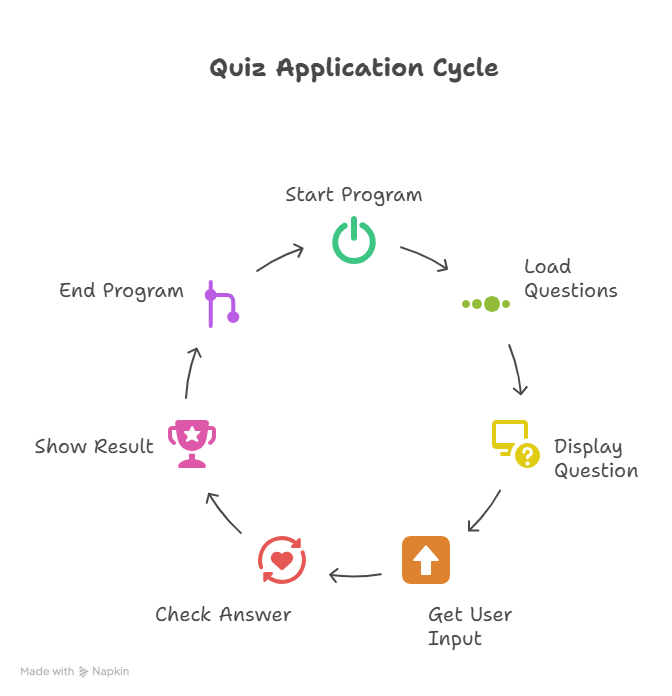 Quiz Application Cycle
Start Program
Load
Questions
Display
Question
Get User
Input
Check Answer
Show Result
End Program
?
Made with Napkin